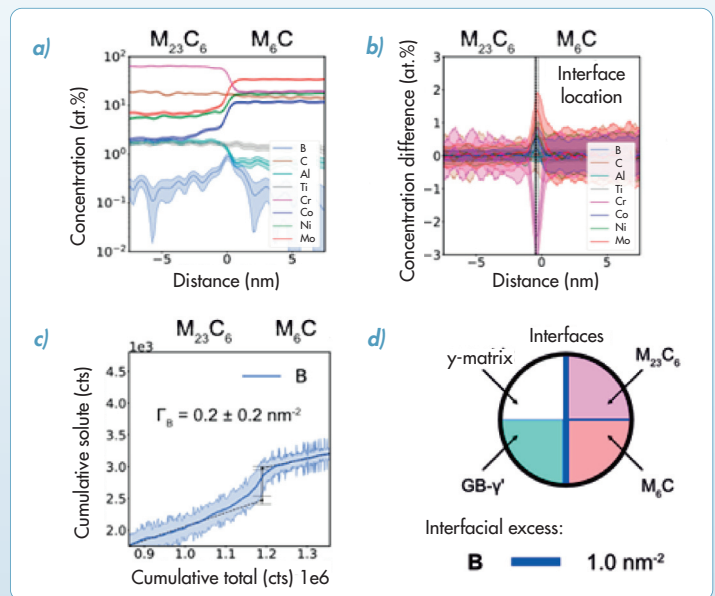 a)
M23C6 M6C
Concentration (at.%)
10²
10¹
10⁰
10⁻¹
10⁻²
B
C
Al
Ti
Cr
Co
Ni
Mo
−5 0 5
Distance (nm)
b)
M23C6 M6C
Concentration difference (at.%)
3
2
1
0
−1
−2
−3
Interface
location
B
C
Al
Ti
Cr
Co
Ni
Mo
−5 0 5
Distance (nm)
c)
M23C6 M6C
1e3
Cumulative solute (cts)
4.5
4.0
3.5
3.0
2.5
2.0
B
ΓB = 0.2 ± 0.2 nm⁻²
0.9 1.0 1.1 1.2 1.3
Cumulative total (cts) 1e6
d)
Interfaces
y-matrix
M23C6
GB-γ'
M6C
Interfacial excess:
B 1.0 nm⁻²